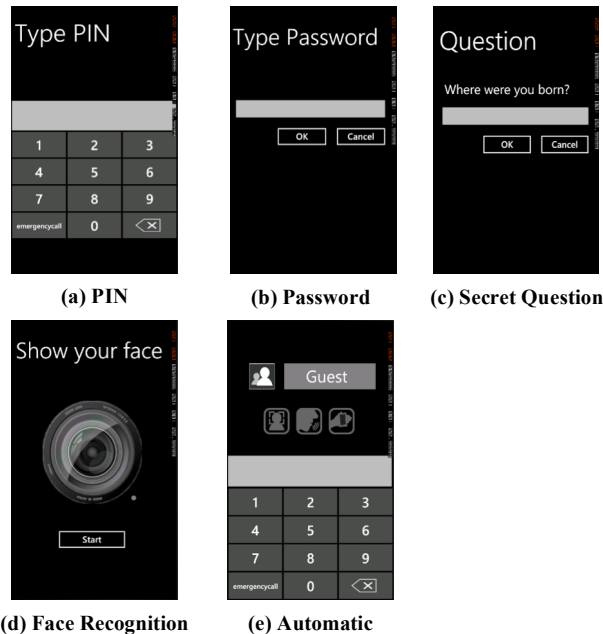 Type PIN
1 2 3
4 5 6
7 8 9
emergencycall 0
(a) PIN
Type Password
OK Cancel
(b) Password
Question
Where were you born?
OK Cancel
(c) Secret Question
Show your face
Start
(d) Face Recognition
Guest
1 2 3
4 5 6
7 8 9
emergencycall 0
(e) Automatic